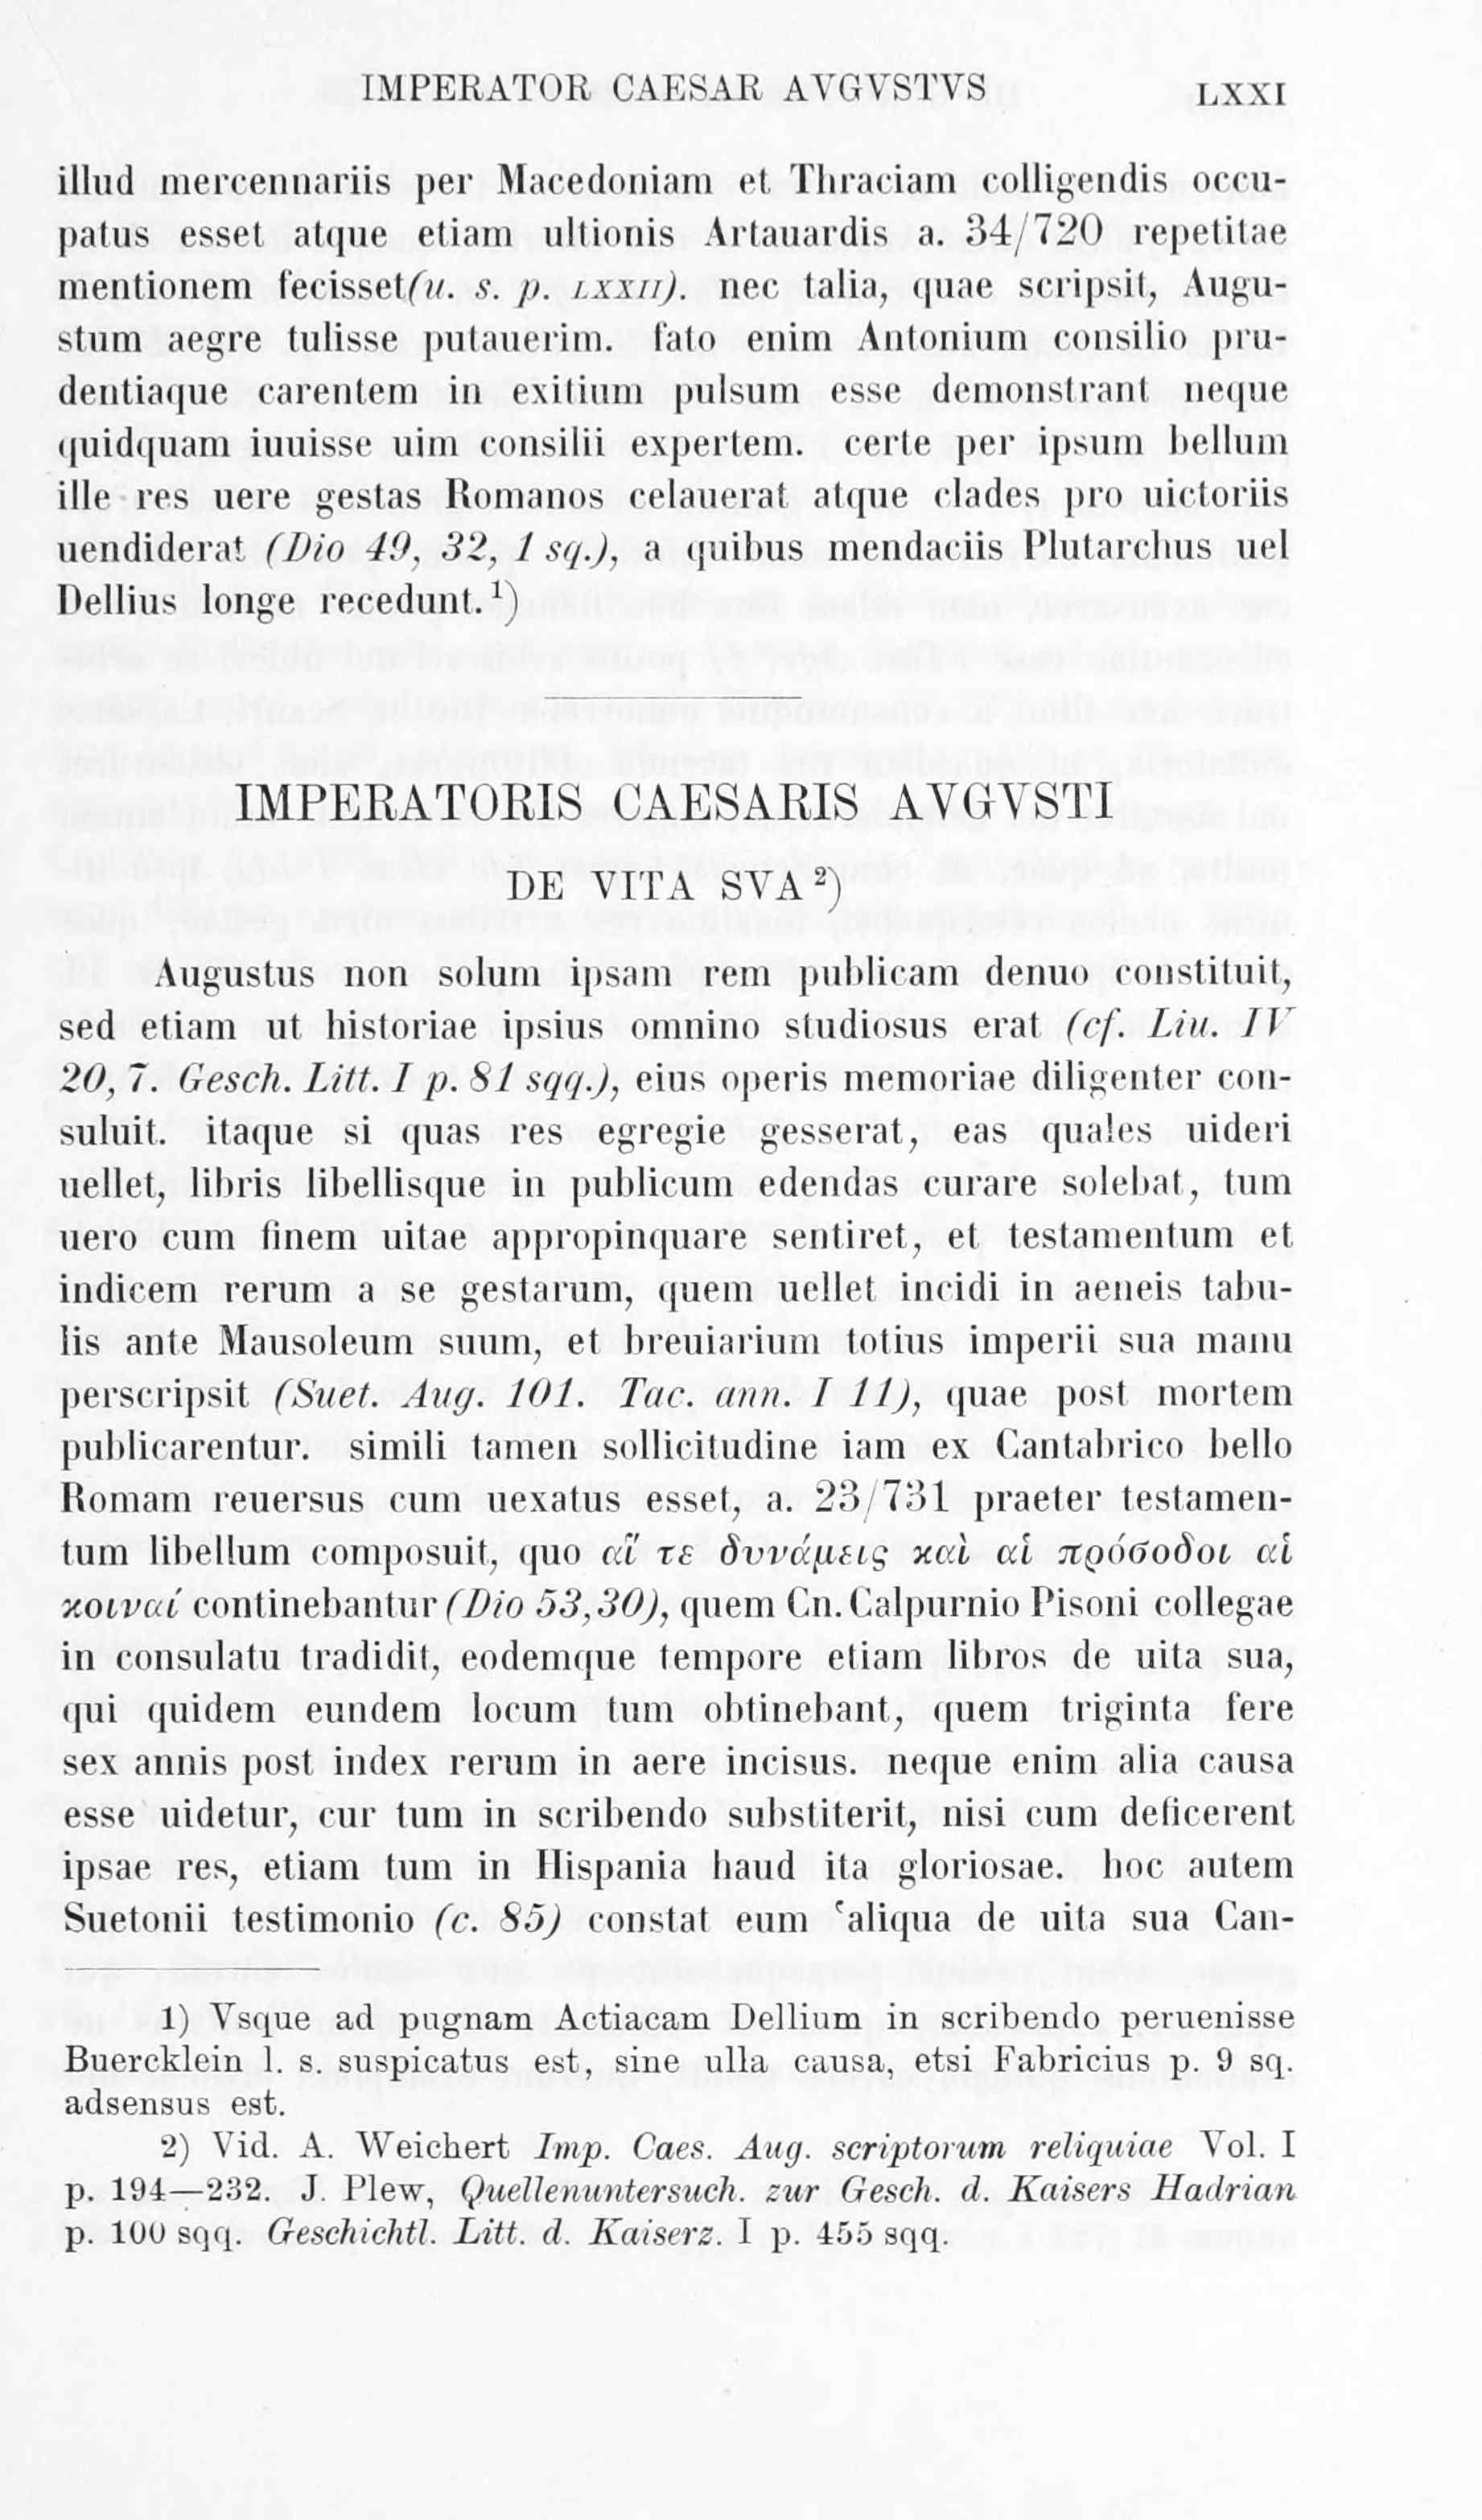 IMPERATOR CAESAR AVGVSTVS LXXI
illud mercennariis per Macedoniam et Thraciam colligendis occu-
patus esset atque etiam ultionis Artauardis a. 34/720 repetitae
mentionem fecisset(u. s. p. LXXII). nec talia, quae scripsit, Augu-
stum aegre tulisse putauerim. fato enim Antonium consilio pru-
dentiaque carentem in exitium pulsum esse demonstrant neque
quidquam iuuisse uim consilii expertem. certe per ipsum bellum
ille res uere gestas Romanos celauerat atque clades pro uictoriis
uendiderat (Dio 49, 32, 1 sq.), a quibus mendaciis Plutarchus uel
Dellius longe recedunt.¹)
IMPERATORIS CAESARIS AVGVSTI
DE VITA SVA²)
Augustus non solum ipsam rem publicam denuo constituit,
sed etiam ut historiae ipsius omnino studiosus erat (cf. Liu. IV
20, 7. Gesch. Litt. I p. 81 sqq.), eius operis memoriae diligenter con-
suluit. itaque si quas res egregie gesserat, eas quales uideri
uellet, libris libellisque in publicum edendas curare solebat, tum
uero cum finem uitae appropinquare sentiret, et testamentum et
indicem rerum a se gestarum, quem uellet incidi in aeneis tabu-
lis ante Mausoleum suum, et breuiarium totius imperii sua manu
perscripsit (Suet. Aug. 101. Tac. ann. I 11), quae post mortem
publicarentur. simili tamen sollicitudine iam ex Cantabrico bello
Romam reuersus cum uexatus esset, a. 23/731 praeter testamen-
tum libellum composuit, quo αἵ τε δυνάμεις καὶ αἱ πρόσοδοι αἱ
κοιναί continebantur (Dio 53,30), quem Cn. Calpurnio Pisoni collegae
in consulatu tradidit, eodemque tempore etiam libros de uita sua,
qui quidem eundem locum tum obtinebant, quem triginta fere
sex annis post index rerum in aere incisus. neque enim alia causa
esse uidetur, cur tum in scribendo substiterit, nisi cum deficerent
ipsae res, etiam tum in Hispania haud ita gloriosae. hoc autem
Suetonii testimonio (c. 85) constat eum ‘aliqua de uita sua Can-
1) Vsque ad pugnam Actiacam Dellium in scribendo peruenisse
Buercklein l. s. suspicatus est, sine ulla causa, etsi Fabricius p. 9 sq.
adsensus est.
2) Vid. A. Weichert Imp. Caes. Aug. scriptorum reliquiae Vol. I
p. 194—232. J. Plew, Quellenuntersuch. zur Gesch. d. Kaisers Hadrian
p. 100 sqq. Geschichtl. Litt. d. Kaiserz. I p. 455 sqq.